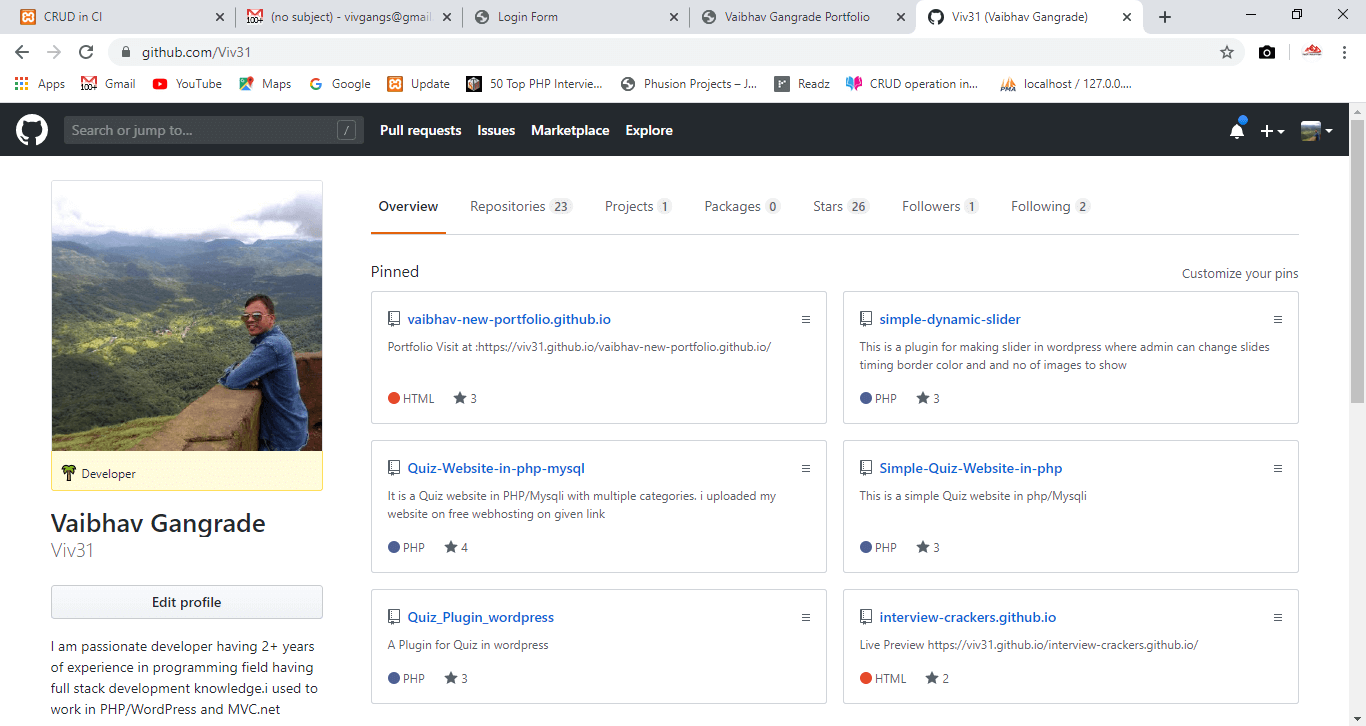 CRUD in CI
100+ (no subject) - vivgangs@gmail
Login Form
Vaibhav Gangrade Portfolio
Viv31 (Vaibhav Gangrade)
github.com/Viv31
Apps
100+ Gmail
YouTube
Maps
Google
Update
50 Top PHP Intervie...
Phusion Projects – J...
Readz
CRUD operation in...
PMA localhost / 127.0.0....
Search or jump to...
/
Pull requests
Issues
Marketplace
Explore
Developer
Vaibhav Gangrade
Viv31
Edit profile
I am passionate developer having 2+ years
of experience in programming field having
full stack development knowledge.i used to
work in PHP/WordPress and MVC.net
Overview
Repositories 23
Projects 1
Packages 0
Stars 26
Followers 1
Following 2
Pinned
Customize your pins
vaibhav-new-portfolio.github.io
Portfolio Visit at :https://viv31.github.io/vaibhav-new-portfolio.github.io/
HTML 3
simple-dynamic-slider
This is a plugin for making slider in wordpress where admin can change slides
timing border color and and no of images to show
PHP 3
Quiz-Website-in-php-mysql
It is a Quiz website in PHP/Mysqli with multiple categories. i uploaded my
website on free webhosting on given link
PHP 4
Simple-Quiz-Website-in-php
This is a simple Quiz website in php/Mysqli
PHP 3
Quiz_Plugin_wordpress
A Plugin for Quiz in wordpress
PHP 3
interview-crackers.github.io
Live Preview https://viv31.github.io/interview-crackers.github.io/
HTML 2